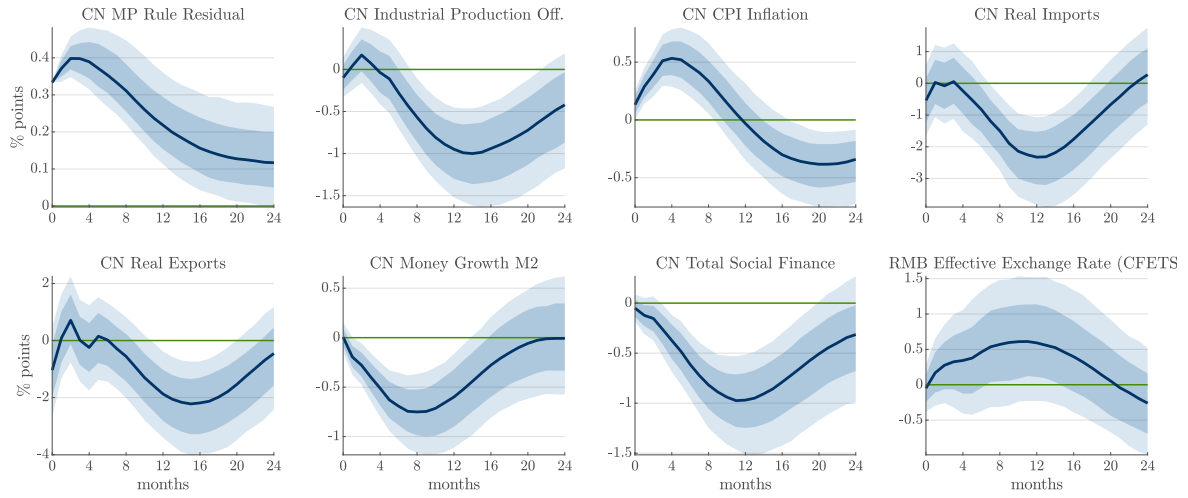 CN MP Rule Residual
CN Industrial Production Off.
CN CPI Inflation
CN Real Imports
% points
0.4
0.3
0.2
0.1
0
0 4 8 12 16 20 24
0
-0.5
-1
-1.5
0 4 8 12 16 20 24
0.5
0
-0.5
0 4 8 12 16 20 24
1
0
-1
-2
-3
0 4 8 12 16 20 24
CN Real Exports
CN Money Growth M2
CN Total Social Finance
RMB Effective Exchange Rate (CFETS
% points
2
0
-2
-4
0 4 8 12 16 20 24
months
0.5
0
-0.5
-1
0 4 8 12 16 20 24
months
0
-0.5
-1
-1.5
0 4 8 12 16 20 24
months
1.5
1
0.5
0
-0.5
0 4 8 12 16 20 24
months